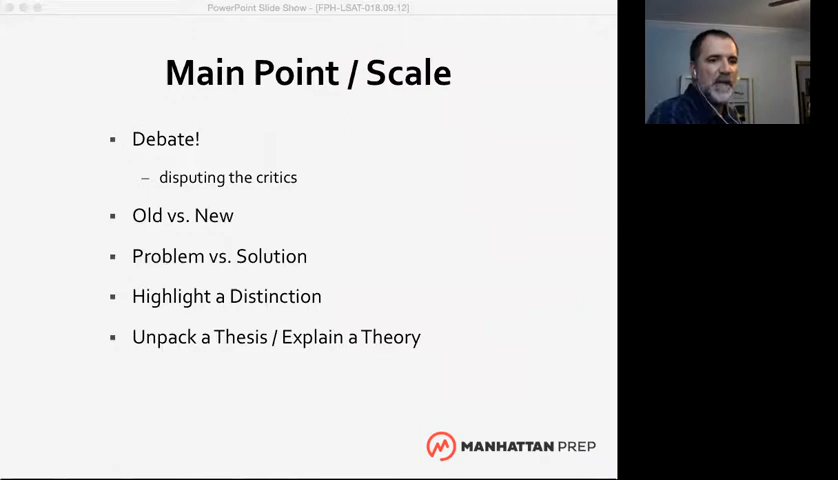 PowerPoint Slide Show - [FPH-LSAT-018.09.12]
Main Point / Scale
Debate!
disputing the critics
Old vs. New
Problem vs. Solution
Highlight a Distinction
Unpack a Thesis / Explain a Theory
MANHATTAN PREP